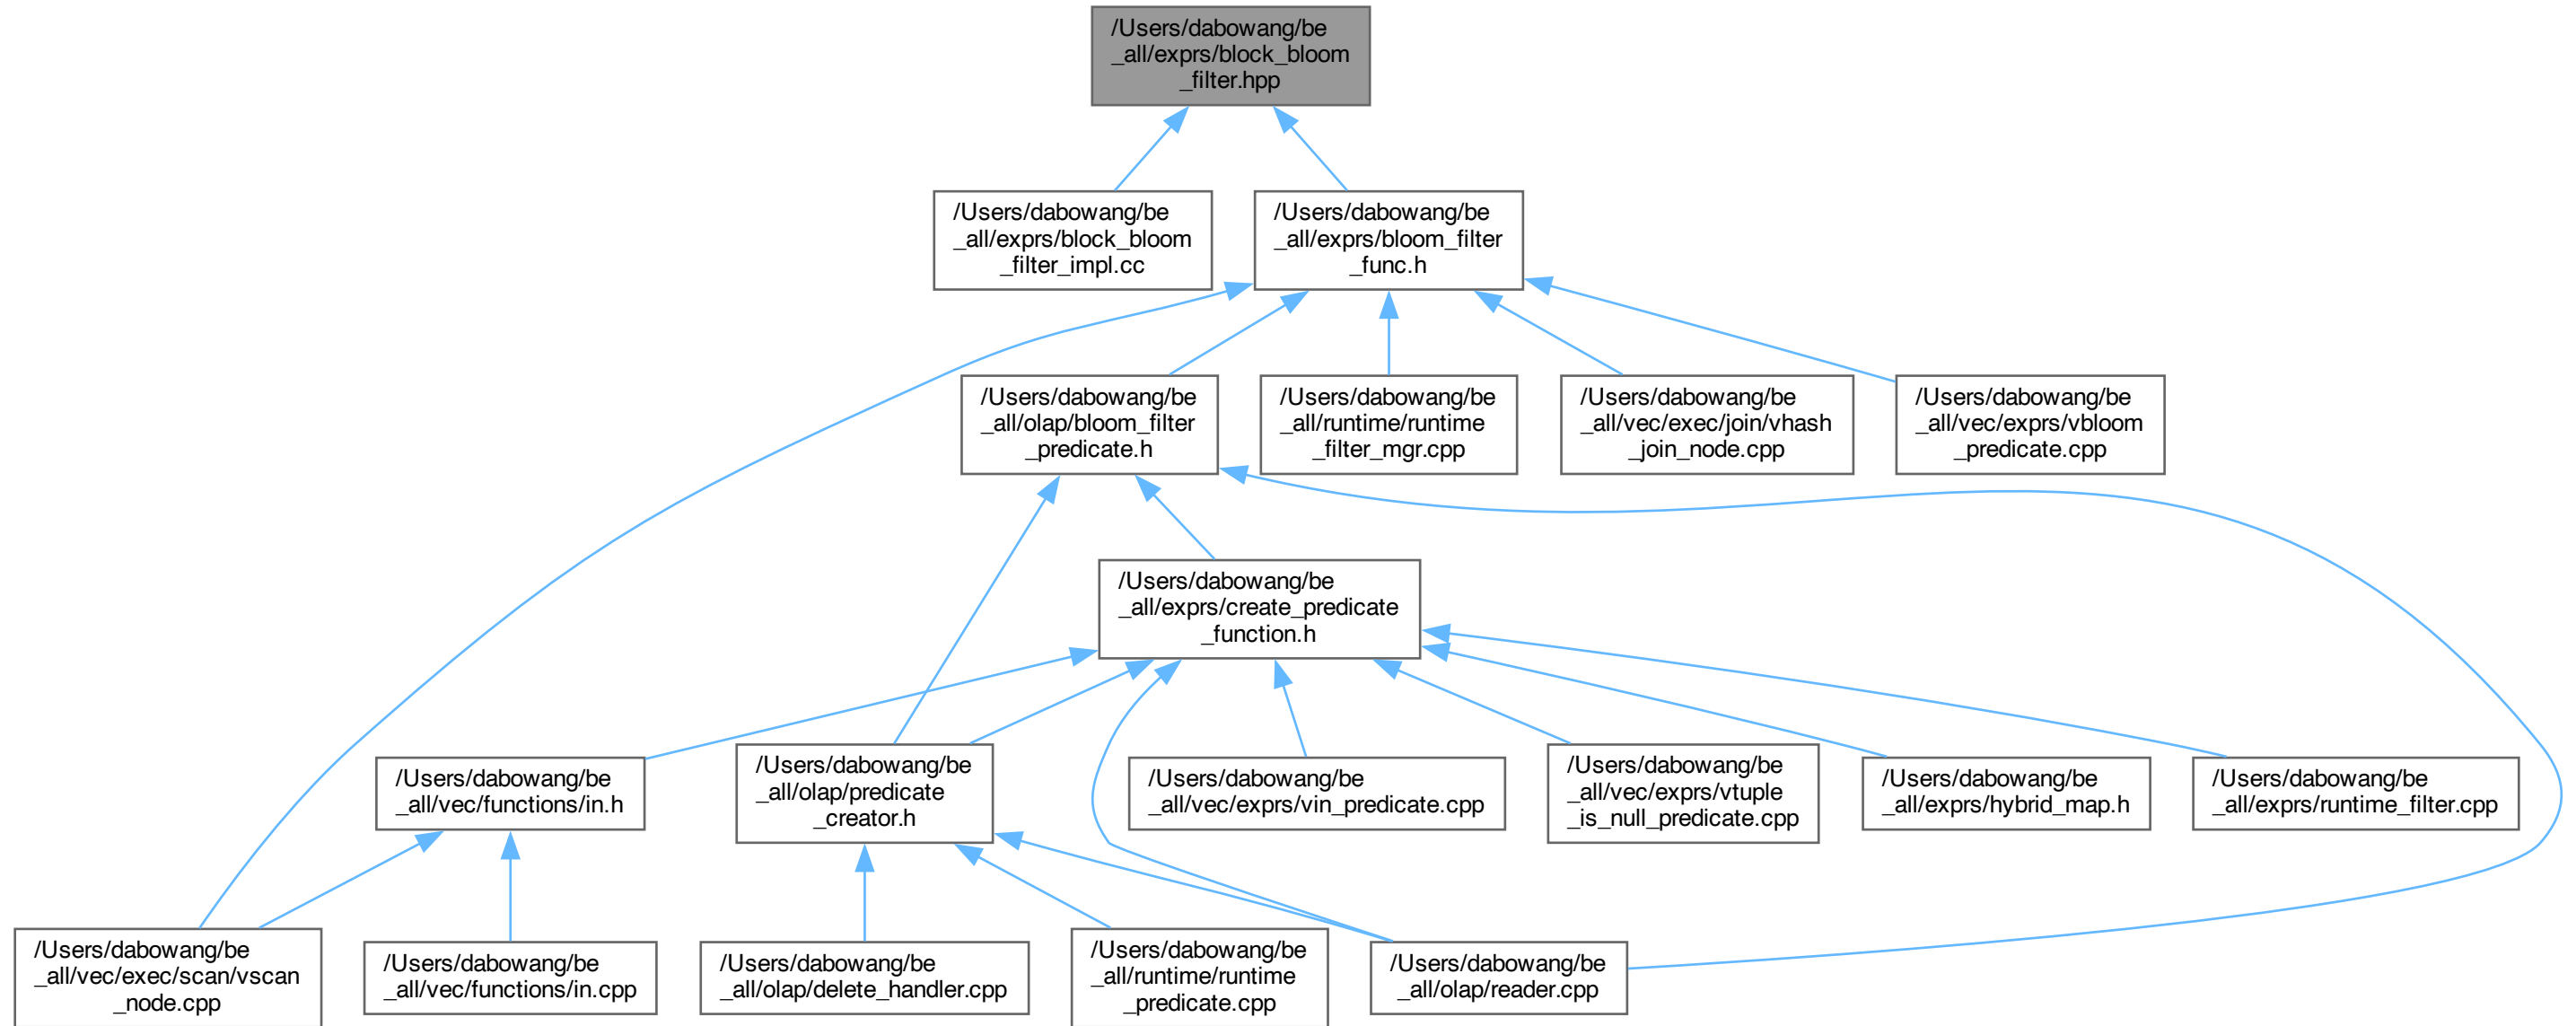 /Users/dabowang/be
_all/exprs/block_bloom
_filter.hpp
/Users/dabowang/be
_all/exprs/block_bloom
_filter_impl.cc
/Users/dabowang/be
_all/exprs/bloom_filter
_func.h
/Users/dabowang/be
_all/olap/bloom_filter
_predicate.h
/Users/dabowang/be
_all/runtime/runtime
_filter_mgr.cpp
/Users/dabowang/be
_all/vec/exec/join/vhash
_join_node.cpp
/Users/dabowang/be
_all/vec/exprs/vbloom
_predicate.cpp
/Users/dabowang/be
_all/exprs/create_predicate
_function.h
/Users/dabowang/be
_all/vec/functions/in.h
/Users/dabowang/be
_all/olap/predicate
_creator.h
/Users/dabowang/be
_all/vec/exprs/vin_predicate.cpp
/Users/dabowang/be
_all/vec/exprs/vtuple
_is_null_predicate.cpp
/Users/dabowang/be
_all/exprs/hybrid_map.h
/Users/dabowang/be
_all/exprs/runtime_filter.cpp
/Users/dabowang/be
_all/vec/exec/scan/vscan
_node.cpp
/Users/dabowang/be
_all/vec/functions/in.cpp
/Users/dabowang/be
_all/olap/delete_handler.cpp
/Users/dabowang/be
_all/runtime/runtime
_predicate.cpp
/Users/dabowang/be
_all/olap/reader.cpp